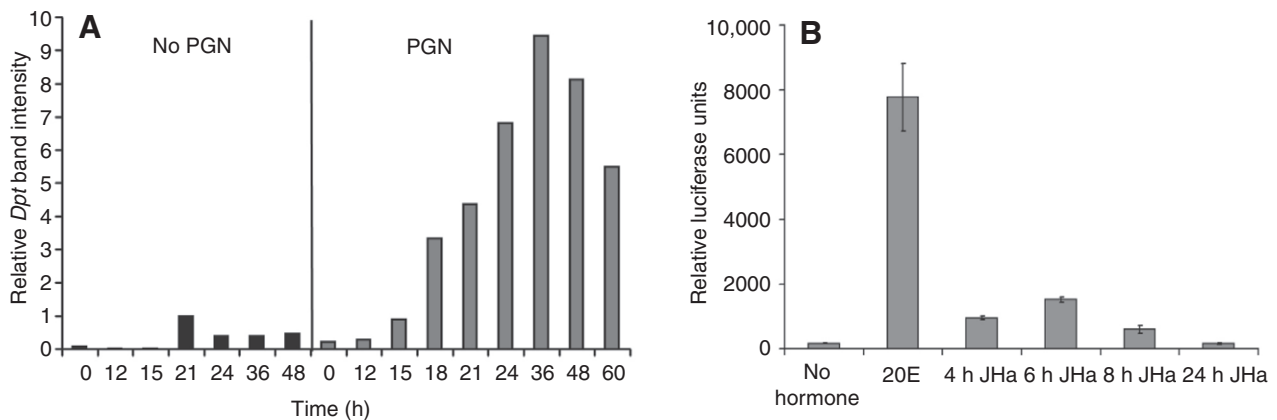 A
No PGN
PGN
Relative Dpt band intensity
10
9
8
7
6
5
4
3
2
1
0
0 12 15 21 24 36 48 0 12 15 18 21 24 36 48 60
Time (h)
B
Relative luciferase units
10,000
8000
6000
4000
2000
0
No hormone
20E
4 h JHa
6 h JHa
8 h JHa
24 h JHa